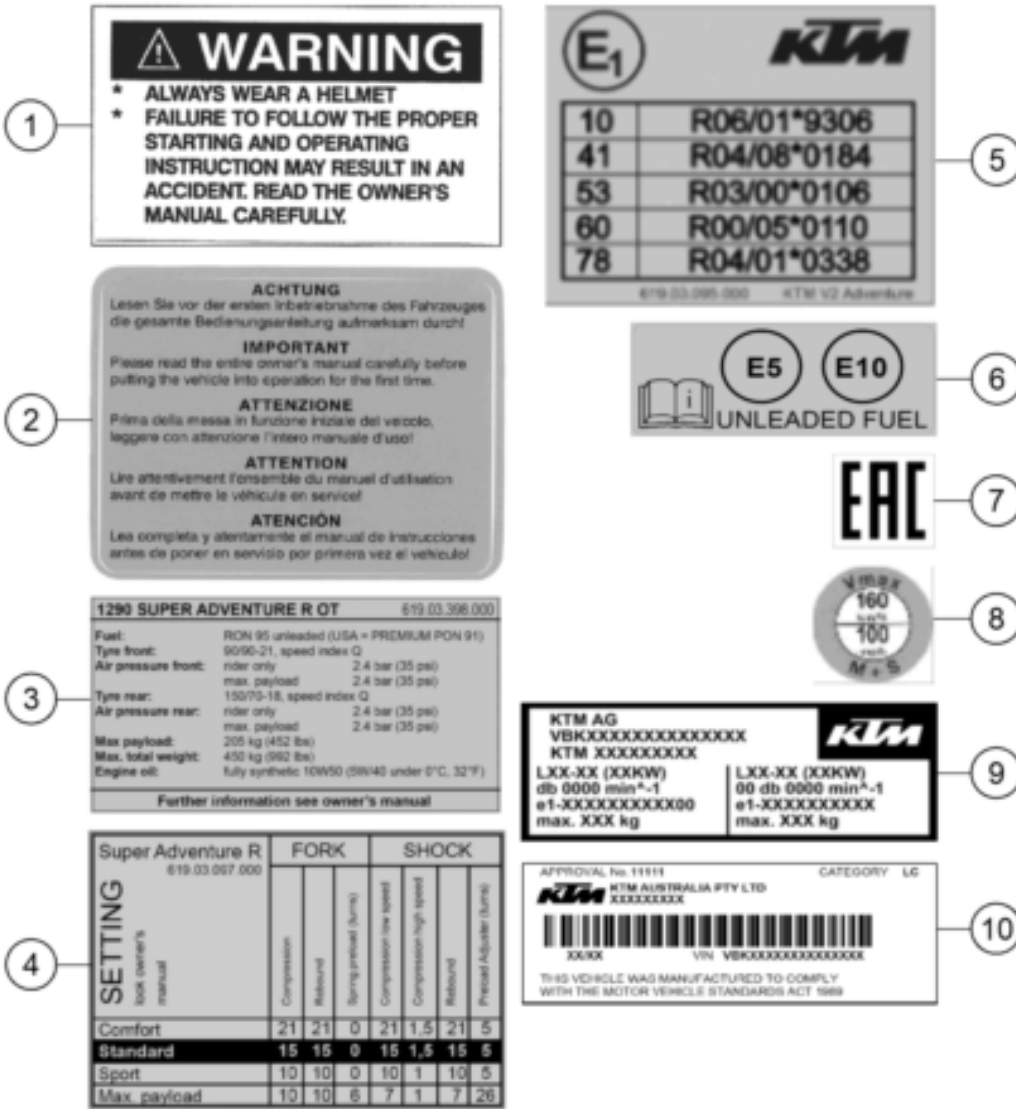 1
WARNING
* ALWAYS WEAR A HELMET
* FAILURE TO FOLLOW THE PROPER
STARTING AND OPERATING
INSTRUCTION MAY RESULT IN AN
ACCIDENT. READ THE OWNER'S
MANUAL CAREFULLY.
2
ACHTUNG
Lesen Sie vor der ersten Inbetriebnahme des Fahrzeuges
die gesamte Bedienungsanleitung aufmerksam durch!
IMPORTANT
Please read the entire owner's manual carefully before
putting the vehicle into operation for the first time.
ATTENZIONE
Prima della messa in funzione iniziale del veicolo,
leggere con attenzione l'intero manuale d'uso!
ATTENTION
Lire attentivement l'ensemble du manuel d'utilisation
avant de mettre le véhicule en service!
ATENCIÓN
Lea completa y atentamente el manual de instrucciones
antes de poner en servicio por primera vez el vehiculo!
3
1290 SUPER ADVENTURE R OT 619.03.398.000
Fuel: RON 95 unleaded (USA = PREMIUM PON 91)
Tyre front: 90/90-21, speed index Q
Air pressure front: rider only 2.4 bar (35 psi)
max. payload 2.4 bar (35 psi)
Tyre rear: 150/70-18, speed index Q
Air pressure rear: rider only 2.4 bar (35 psi)
max. payload 2.4 bar (35 psi)
Max payload: 205 kg (452 lbs)
Max. total weight: 450 kg (992 lbs)
Engine oil: fully synthetic 10W50 (5W/40 under 0°C, 32°F)
Further information see owner's manual
4
Super Adventure R FORK SHOCK
619.03.097.000
SETTING
look owner's
manual
Compression
Rebound
Spring preload (turns)
Compression low speed
Compression high speed
Rebound
Preload Adjuster (turns)
Comfort 21 21 0 21 1,5 21 5
Standard 15 15 0 15 1,5 15 5
Sport 10 10 0 10 1 10 5
Max. payload 10 10 6 7 1 7 26
5
E1 KTM
10 R06/01*9306
41 R04/08*0184
53 R03/00*0106
60 R00/05*0110
78 R04/01*0338
619.03.095.000 KTM V2 Adventure
6
E5 E10
i
UNLEADED FUEL
7
EAC
8
Vmax
160
km/h
100
mph
M + S
9
KTM AG
VBKXXXXXXXXXXXXXX
KTM XXXXXXXXX
KTM
LXX-XX (XXKW) LXX-XX (XXKW)
db 0000 min^-1 00 db 0000 min^-1
e1-XXXXXXXXXX00 e1-XXXXXXXXXX
max. XXX kg max. XXX kg
10
APPROVAL No. 11111 CATEGORY LC
KTM KTM AUSTRALIA PTY LTD
XXXXXXXXX
XX/XX VIN VBKXXXXXXXXXXXXXX
THIS VEHICLE WAS MANUFACTURED TO COMPLY
WITH THE MOTOR VEHICLE STANDARDS ACT 1989